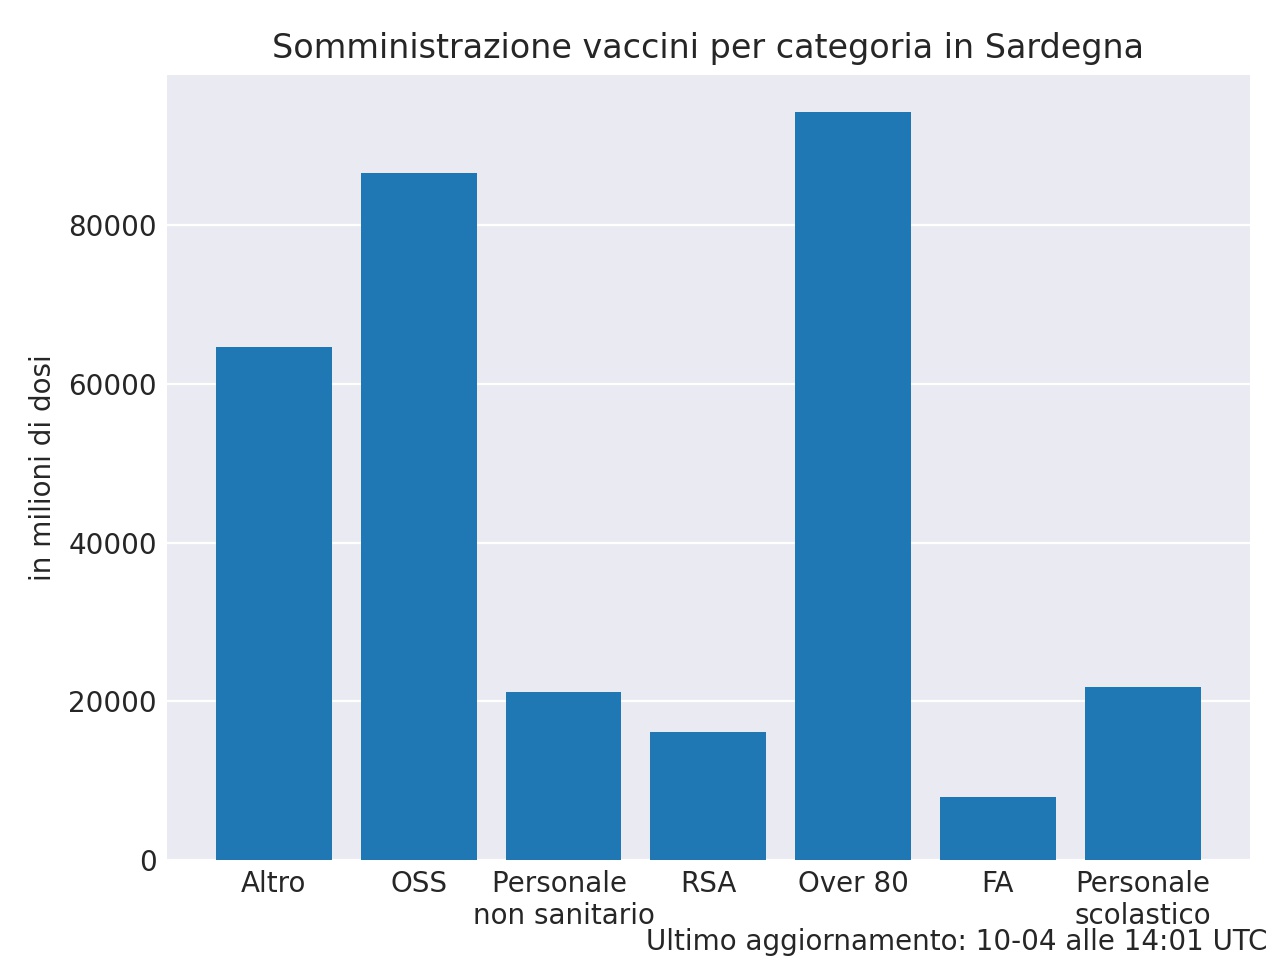 Somministrazione vaccini per categoria in Sardegna
in milioni di dosi
80000
60000
40000
20000
0
Altro
OSS
Personale
non sanitario
RSA
Over 80
FA
Personale
scolastico
Ultimo aggiornamento: 10-04 alle 14:01 UTC